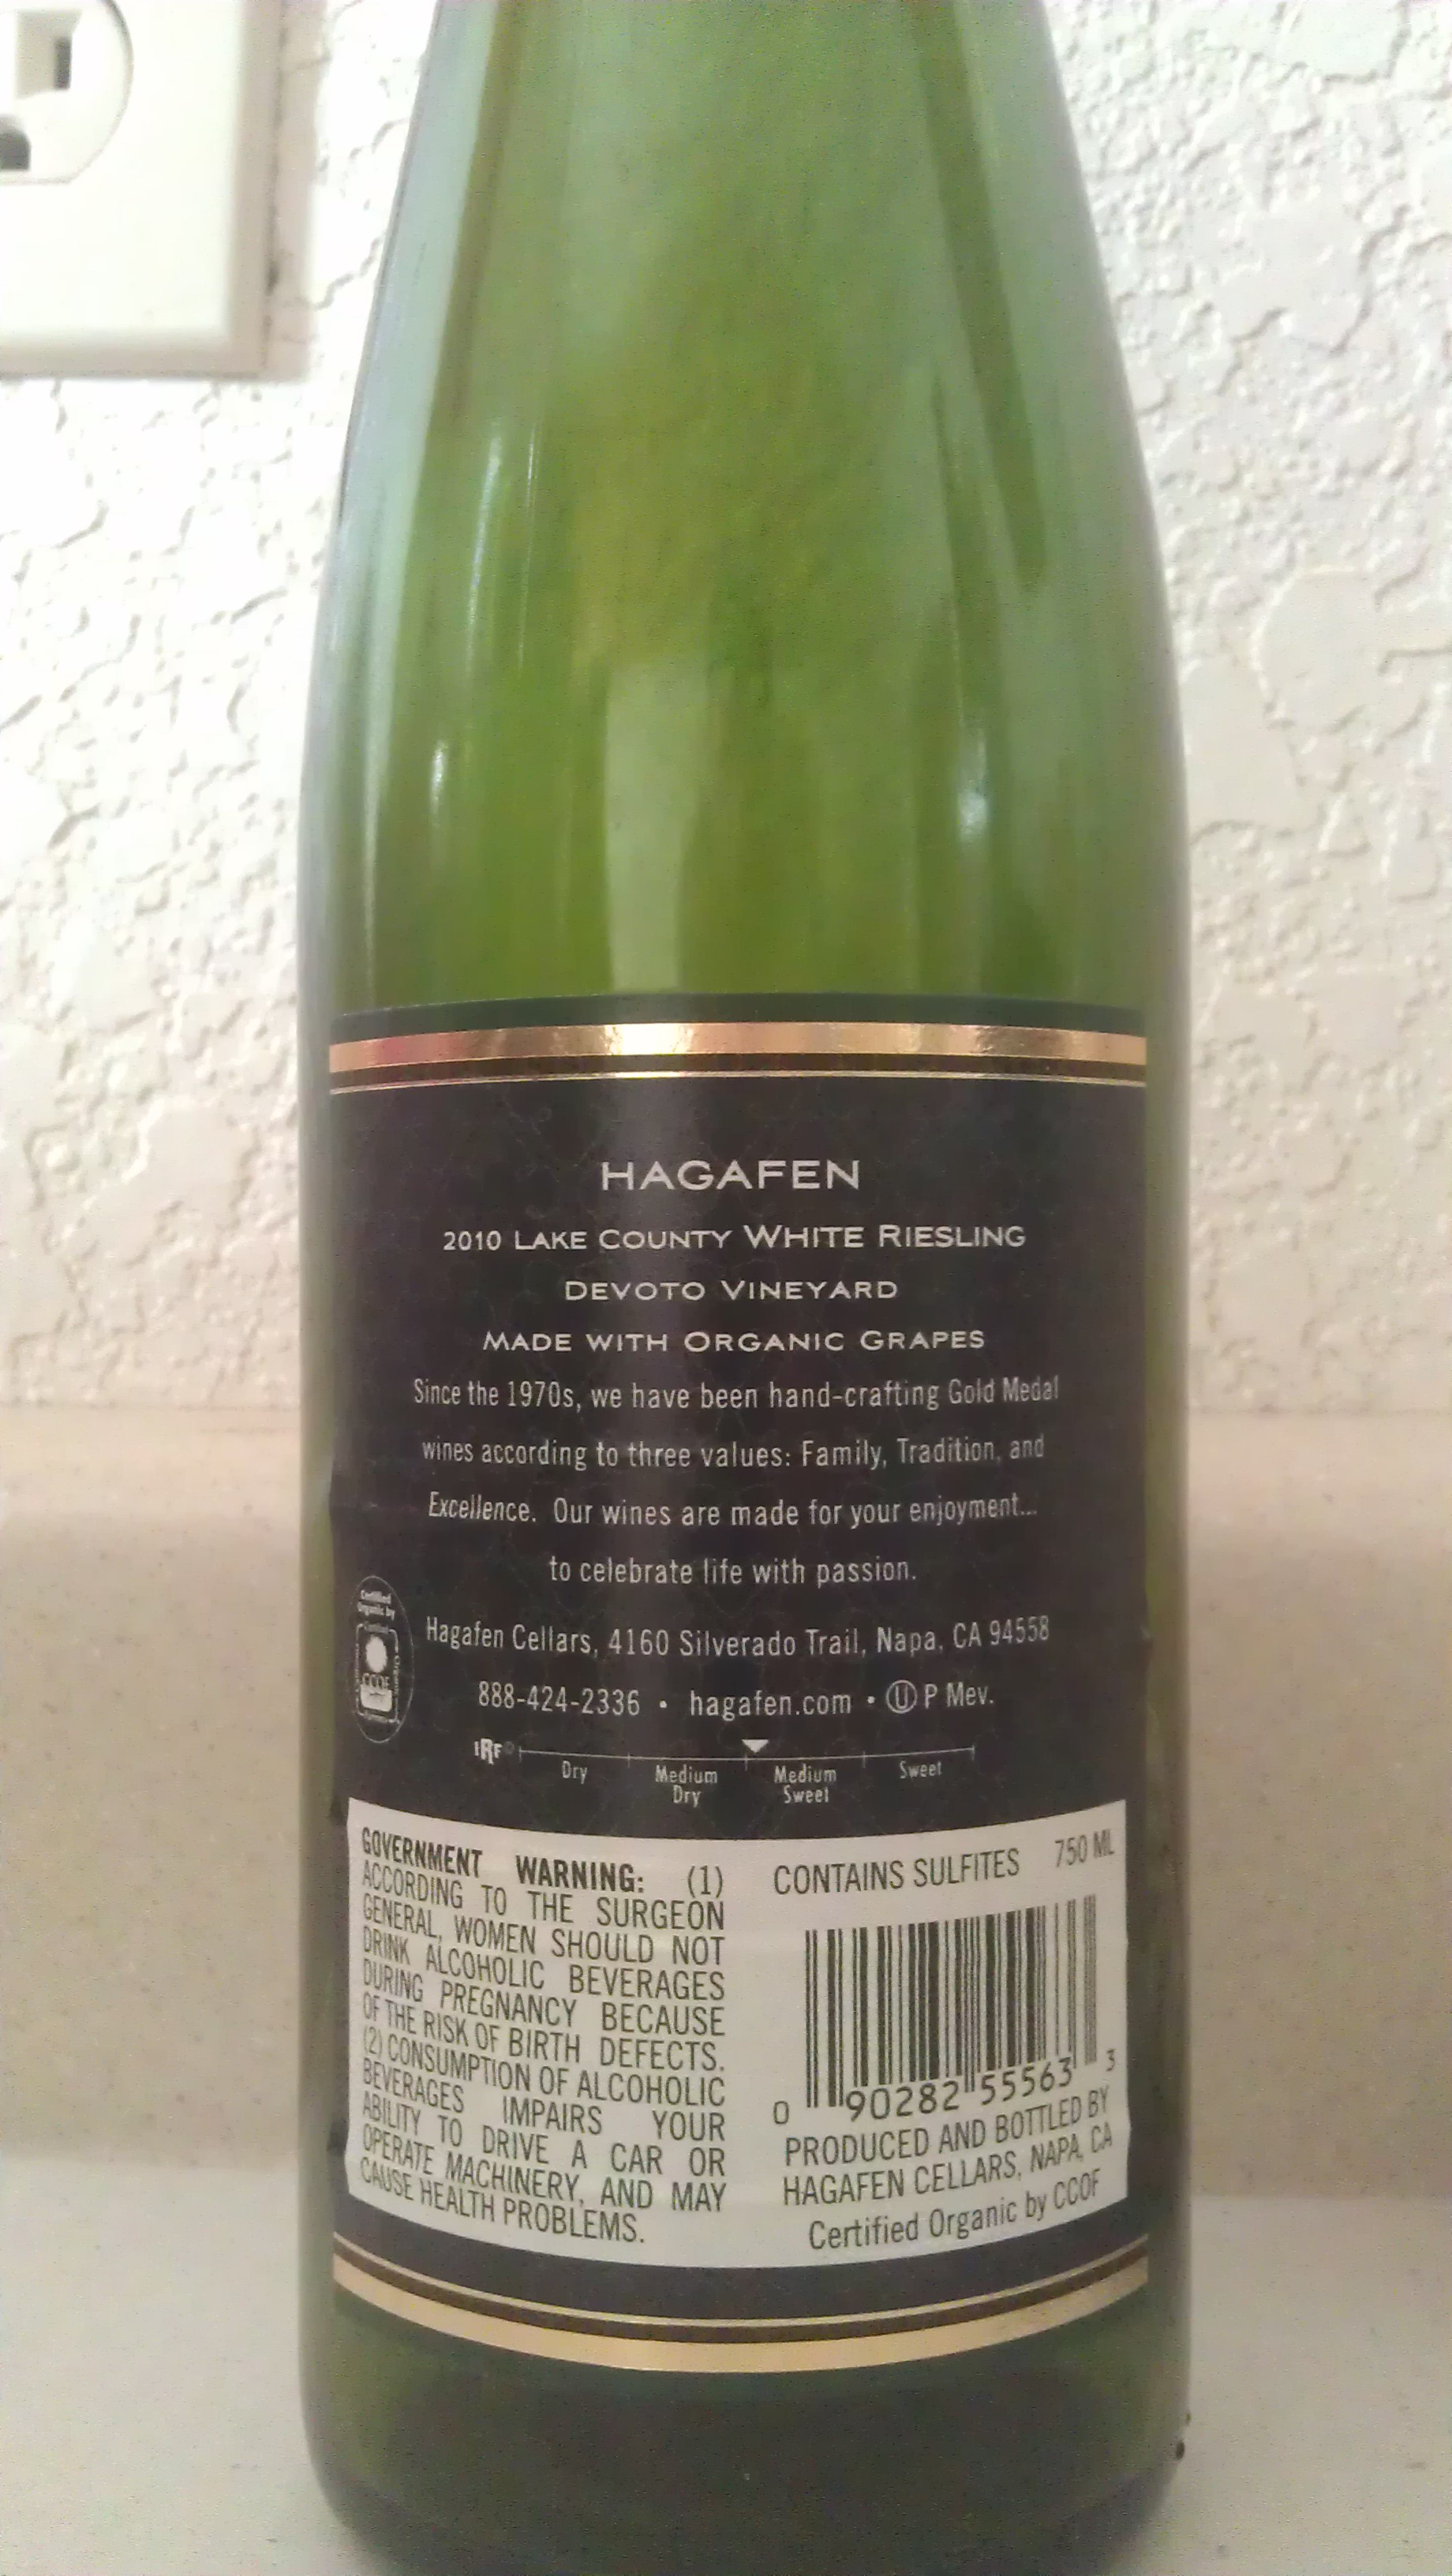 HAGAFEN
2010 LAKE COUNTY WHITE RIESLING
DEVOTO VINEYARD
MADE WITH ORGANIC GRAPES
Since the 1970s, we have been hand-crafting Gold Medal
wines according to three values: Family, Tradition, and
Excellence. Our wines are made for your enjoyment...
to celebrate life with passion.
Certified
Organic by
CCOF
Hagafen Cellars, 4160 Silverado Trail, Napa, CA 94558
888-424-2336 • hagafen.com • Ⓤ P Mev.
IRF©
Dry
Medium
Dry
Medium
Sweet
Sweet
GOVERNMENT WARNING: (1)
ACCORDING TO THE SURGEON
GENERAL, WOMEN SHOULD NOT
DRINK ALCOHOLIC BEVERAGES
DURING PREGNANCY BECAUSE
OF THE RISK OF BIRTH DEFECTS.
(2) CONSUMPTION OF ALCOHOLIC
BEVERAGES IMPAIRS YOUR
ABILITY TO DRIVE A CAR OR
OPERATE MACHINERY, AND MAY
CAUSE HEALTH PROBLEMS.
CONTAINS SULFITES 750 ML
0 90282 55563 3
PRODUCED AND BOTTLED BY
HAGAFEN CELLARS, NAPA, CA
Certified Organic by CCOF